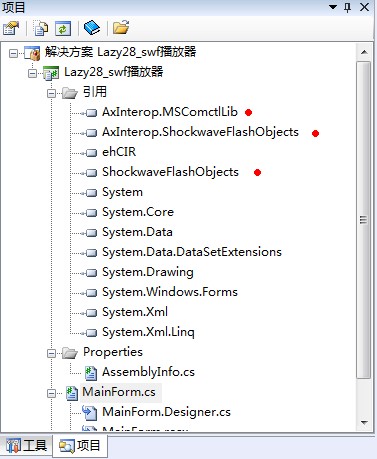 项目
解决方案 Lazy28_swf播放器
Lazy28_swf播放器
引用
AxInterop.MSComctlLib
AxInterop.ShockwaveFlashObjects
ehCIR
ShockwaveFlashObjects
System
System.Core
System.Data
System.Data.DataSetExtensions
System.Drawing
System.Windows.Forms
System.Xml
System.Xml.Linq
Properties
AssemblyInfo.cs
MainForm.cs
MainForm.Designer.cs
MainForm.resx
工具 项目